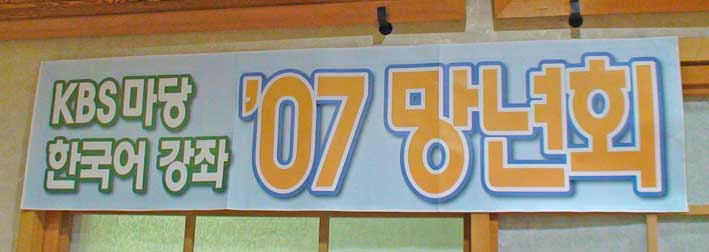 KBS 마당
한국어 강좌
'07 망년회